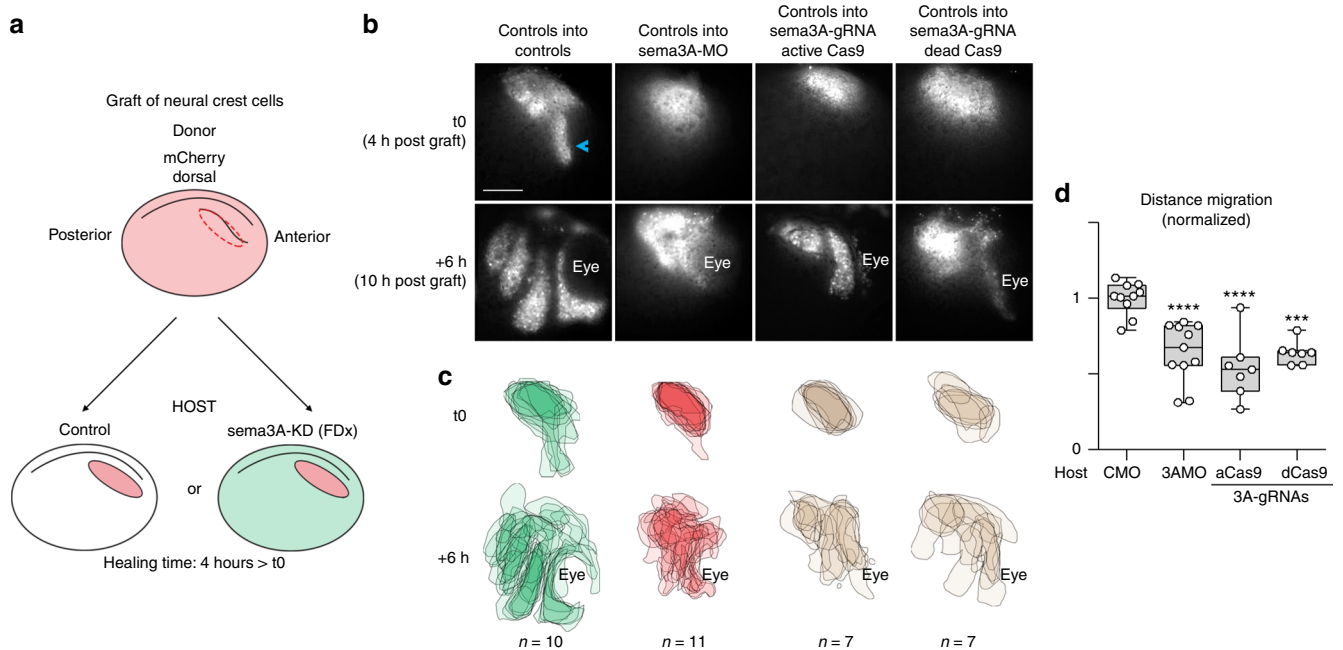 a
Graft of neural crest cells
Donor
mCherry
dorsal
Posterior
Anterior
HOST
Control
sema3A-KD (FDx)
or
Healing time: 4 hours > t0
b
Controls into
controls
Controls into
sema3A-MO
Controls into
sema3A-gRNA
active Cas9
Controls into
sema3A-gRNA
dead Cas9
t0
(4 h post graft)
+6 h
(10 h post graft)
Eye
Eye
Eye
Eye
c
t0
+6 h
Eye
Eye
Eye
Eye
n = 10
n = 11
n = 7
n = 7
d
Distance migration
(normalized)
1
0
****
****
***
Host
CMO
3AMO
aCas9
dCas9
3A-gRNAs